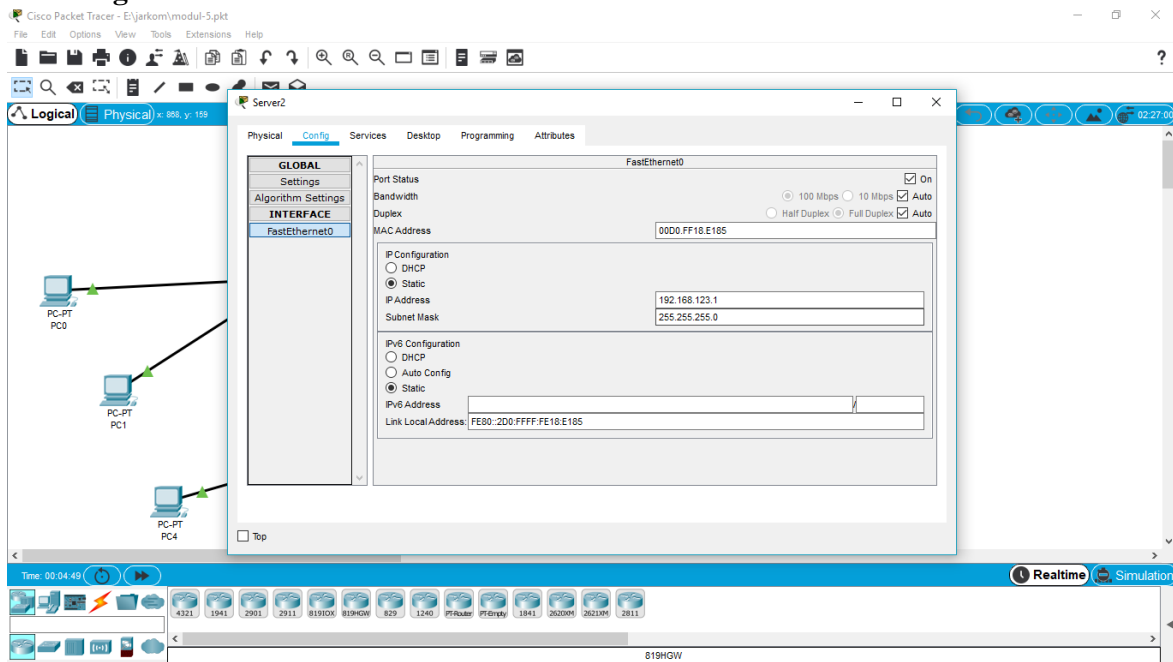 Cisco Packet Tracer - E:\jarkom\modul-5.pkt
File Edit Options View Tools Extensions Help
?
Logical Physical x: 868, y: 159 02:27:00
Server2
Physical Config Services Desktop Programming Attributes
GLOBAL
Settings
Algorithm Settings
INTERFACE
FastEthernet0
FastEthernet0
Port Status On
Bandwidth 100 Mbps 10 Mbps Auto
Duplex Half Duplex Full Duplex Auto
MAC Address 00D0.FF18.E185
IP Configuration
DHCP
Static
IP Address 192.168.123.1
Subnet Mask 255.255.255.0
IPv6 Configuration
DHCP
Auto Config
Static
IPv6 Address /
Link Local Address: FE80::2D0:FFFF:FE18:E185
Top
PC-PT
PC0
PC-PT
PC1
PC-PT
PC4
Time: 00:04:49 Realtime Simulation
4321 1941 2901 2911 819IOX 819HGW 829 1240 PT-Router PT-Empty 1841 2620XM 2621XM 2811
819HGW